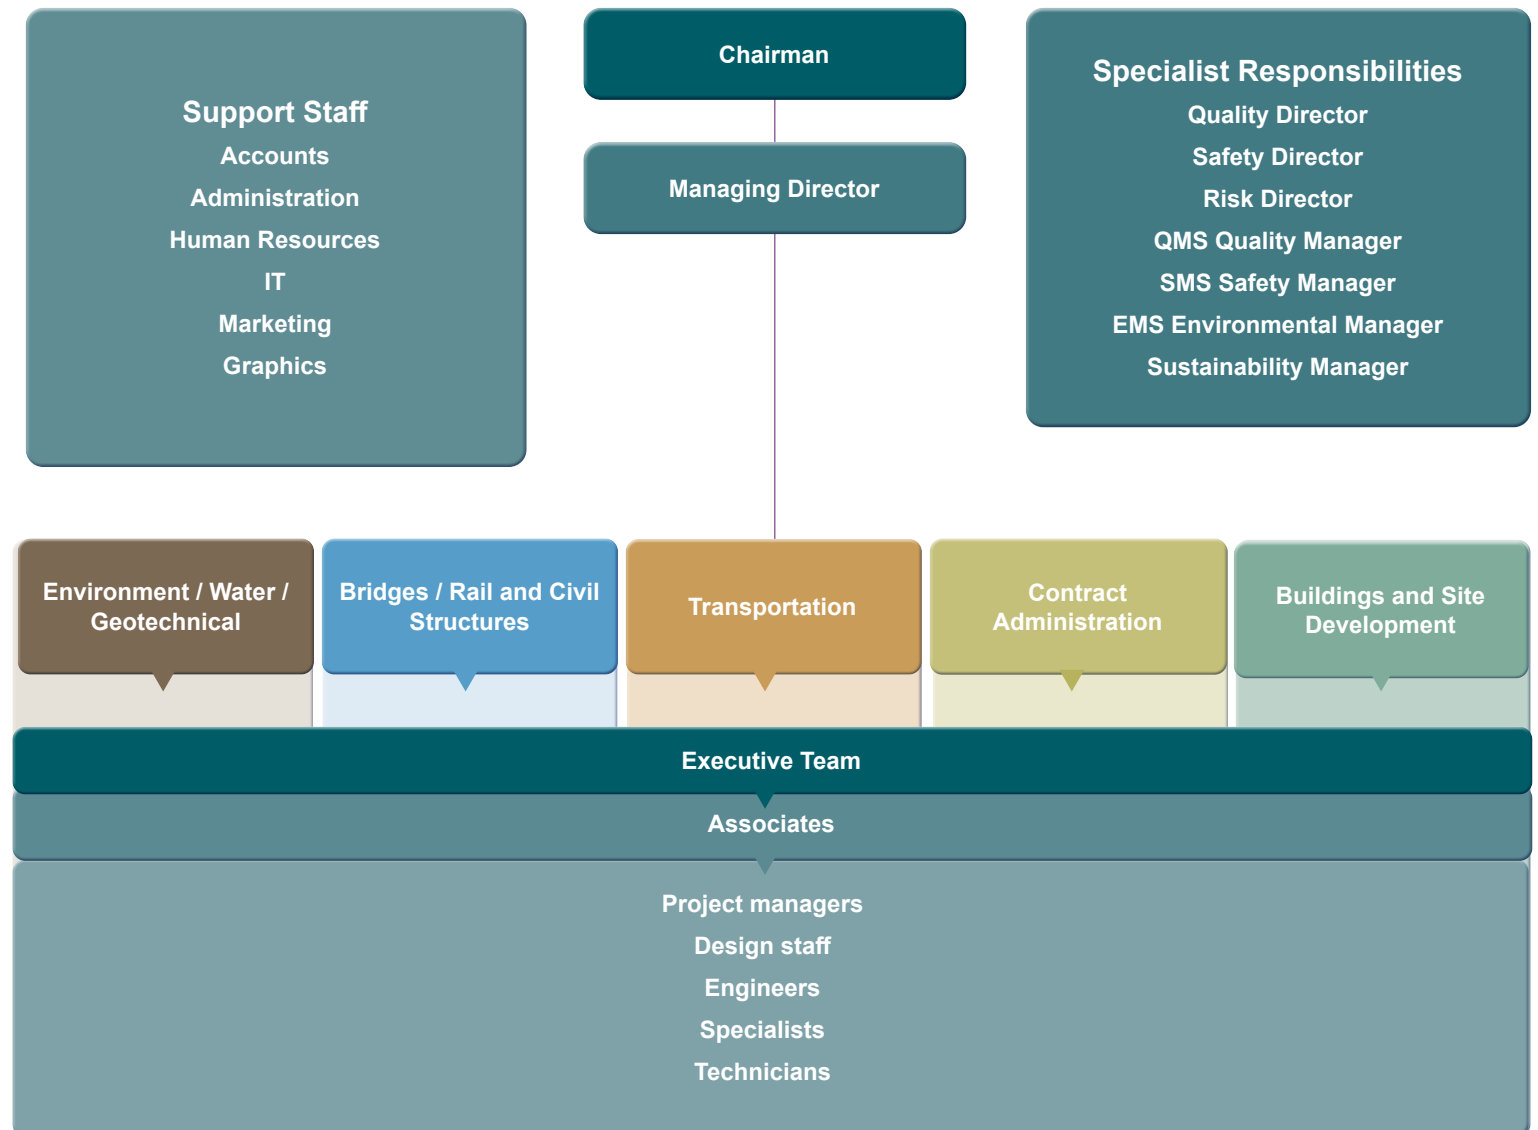 Support Staff
Accounts
Administration
Human Resources
IT
Marketing
Graphics
Chairman
Managing Director
Specialist Responsibilities
Quality Director
Safety Director
Risk Director
QMS Quality Manager
SMS Safety Manager
EMS Environmental Manager
Sustainability Manager
Environment / Water /
Geotechnical
Bridges / Rail and Civil
Structures
Transportation
Contract
Administration
Buildings and Site
Development
Executive Team
Associates
Project managers
Design staff
Engineers
Specialists
Technicians